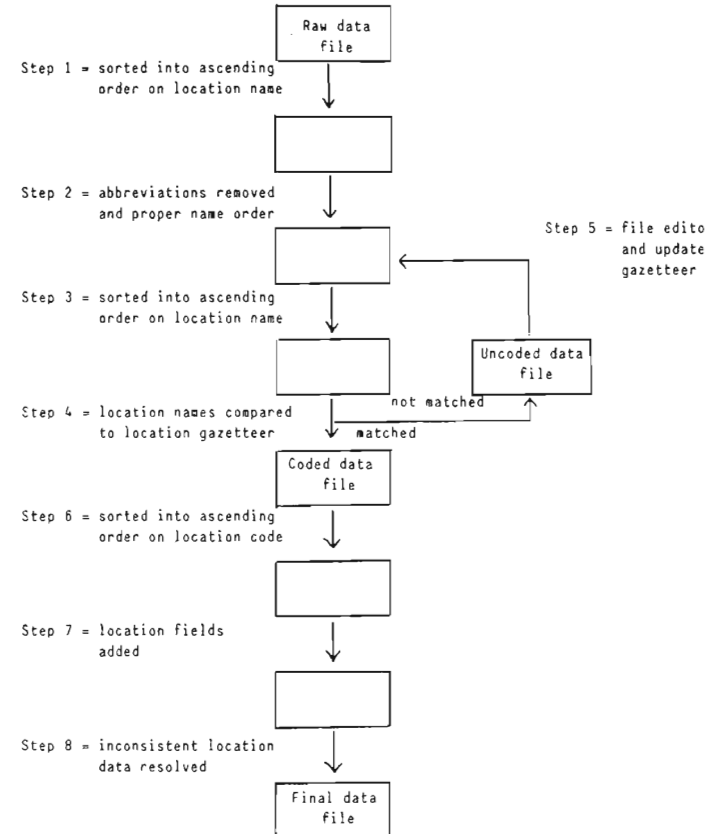 Raw data
file
Step 1 = sorted into ascending
order on location name
Step 2 = abbreviations removed
and proper name order
Step 5 = file edito
and update
gazetteer
Step 3 = sorted into ascending
order on location name
Uncoded data
file
not matched
Step 4 = location names compared
to location gazetteer
matched
Coded data
file
Step 6 = sorted into ascending
order on location code
Step 7 = location fields
added
Step 8 = inconsistent location
data resolved
Final data
file